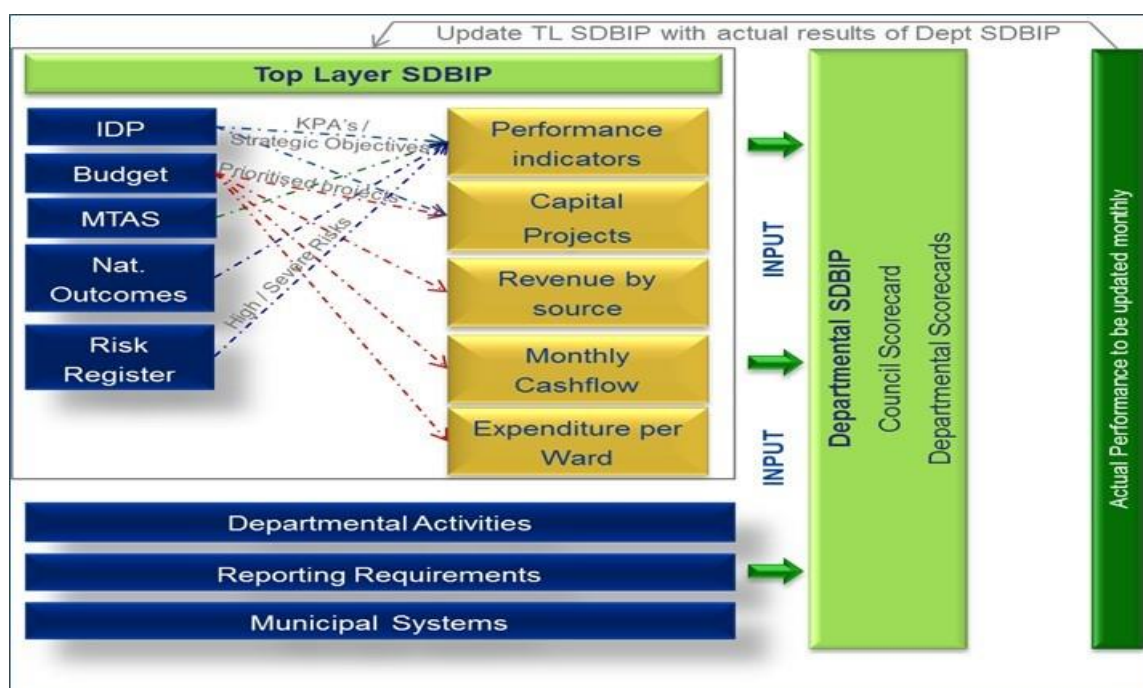 Update TL SDBIP with actual results of Dept SDBIP
Top Layer SDBIP
IDP
Budget
MTAS
Nat.
Outcomes
Risk
Register
KPA's /
Strategic Objectives
Prioritised projects
High / Severe Risks
Performance
indicators
Capital
Projects
Revenue by
source
Monthly
Cashflow
Expenditure per
Ward
INPUT
INPUT
Departmental Activities
Reporting Requirements
Municipal Systems
Departmental SDBIP
Council Scorecard
Departmental Scorecards
Actual Performance to be updated monthly